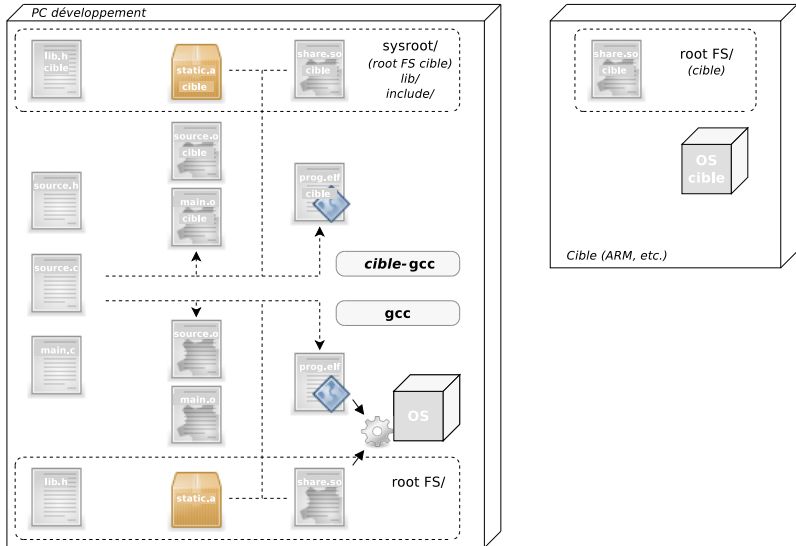 PC développement
lib.h
cible
static.a
cible
share.so
cible
sysroot/
(root FS cible)
lib/
include/
source.o
cible
source.h
main.o
cible
prog.elf
cible
source.c
cible-gcc
gcc
source.o
main.c
prog.elf
main.o
OS
lib.h
static.a
share.so
root FS/
share.so
cible
root FS/
(cible)
OS
cible
Cible (ARM, etc.)